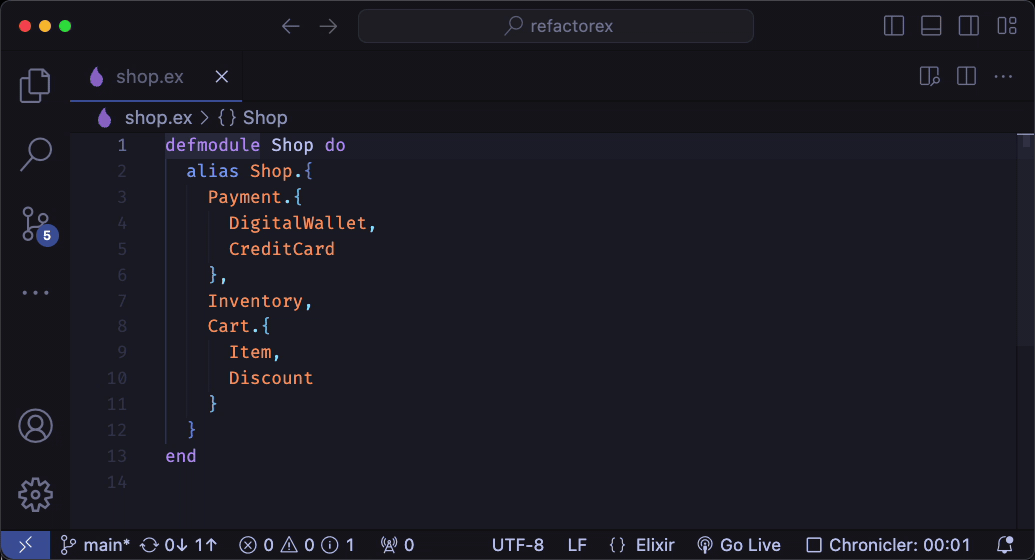 refactorex
shop.ex
shop.ex > {} Shop
1 defmodule Shop do
2 alias Shop.{
3 Payment.{
4 DigitalWallet,
5 CreditCard
6 },
7 Inventory,
8 Cart.{
9 Item,
10 Discount
11 }
12 }
13 end
14
5
main* 0↓ 1↑ 0 0 1 0 UTF-8 LF {} Elixir Go Live Chronicler: 00:01